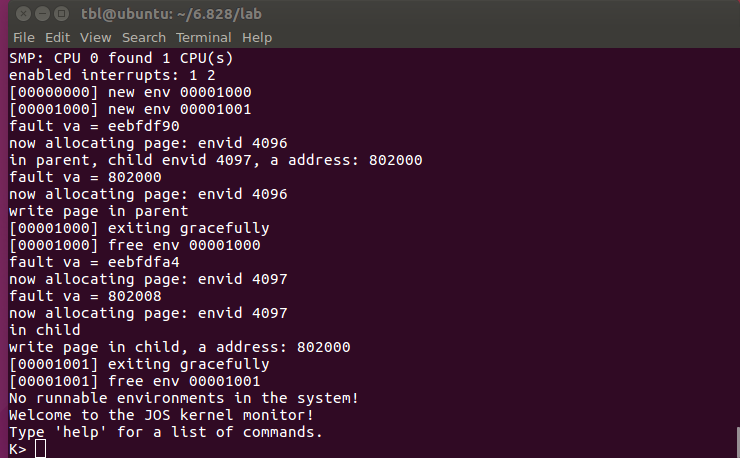 tbl@ubuntu: ~/6.828/lab
File Edit View Search Terminal Help
SMP: CPU 0 found 1 CPU(s)
enabled interrupts: 1 2
[00000000] new env 00001000
[00001000] new env 00001001
fault va = eebfdf90
now allocating page: envid 4096
in parent, child envid 4097, a address: 802000
fault va = 802000
now allocating page: envid 4096
write page in parent
[00001000] exiting gracefully
[00001000] free env 00001000
fault va = eebfdfa4
now allocating page: envid 4097
fault va = 802008
now allocating page: envid 4097
in child
write page in child, a address: 802000
[00001001] exiting gracefully
[00001001] free env 00001001
No runnable environments in the system!
Welcome to the JOS kernel monitor!
Type 'help' for a list of commands.
K>